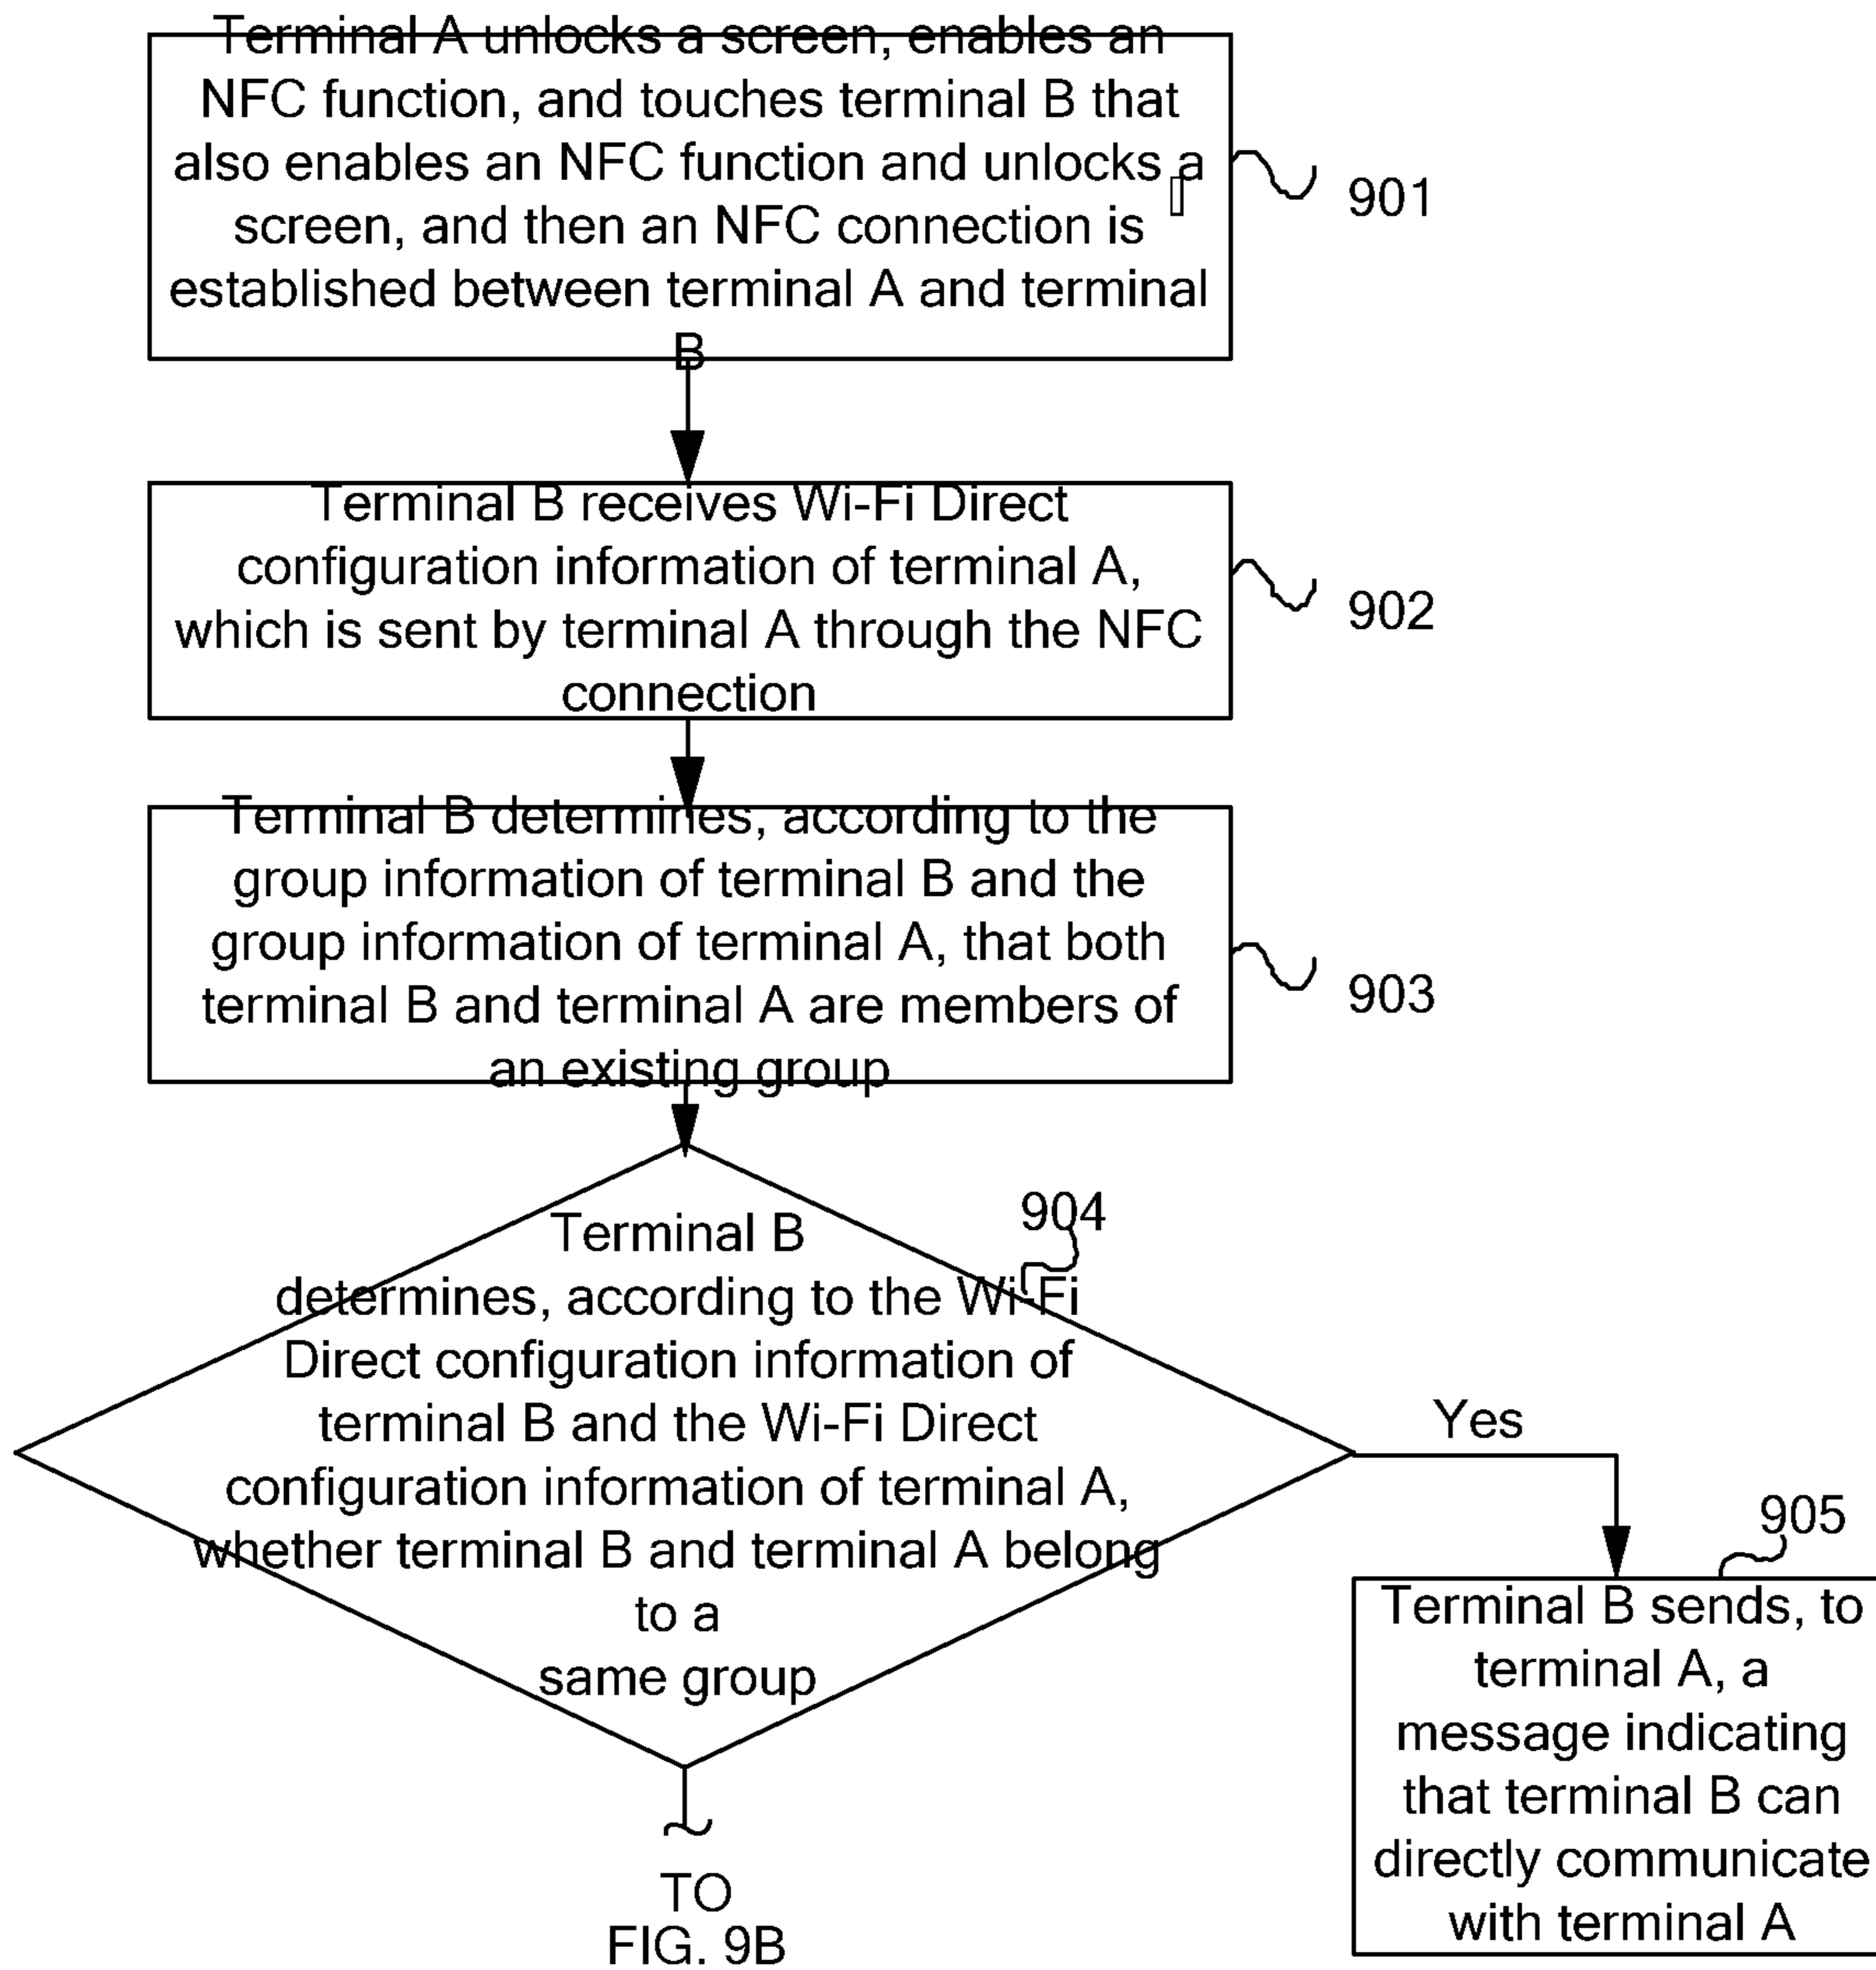 Terminal A unlocks a screen, enables an
NFC function, and touches terminal B that
also enables an NFC function and unlocks a
screen, and then an NFC connection is
established between terminal A and terminal
B
901
Terminal B receives Wi-Fi Direct
configuration information of terminal A,
which is sent by terminal A through the NFC
connection
902
Terminal B determines, according to the
group information of terminal B and the
group information of terminal A, that both
terminal B and terminal A are members of
an existing group
903
904
Terminal B
determines, according to the Wi-Fi
Direct configuration information of
terminal B and the Wi-Fi Direct
configuration information of terminal A,
whether terminal B and terminal A belong
to a
same group
Yes
905
Terminal B sends, to
terminal A, a
message indicating
that terminal B can
directly communicate
with terminal A
TO
FIG. 9B